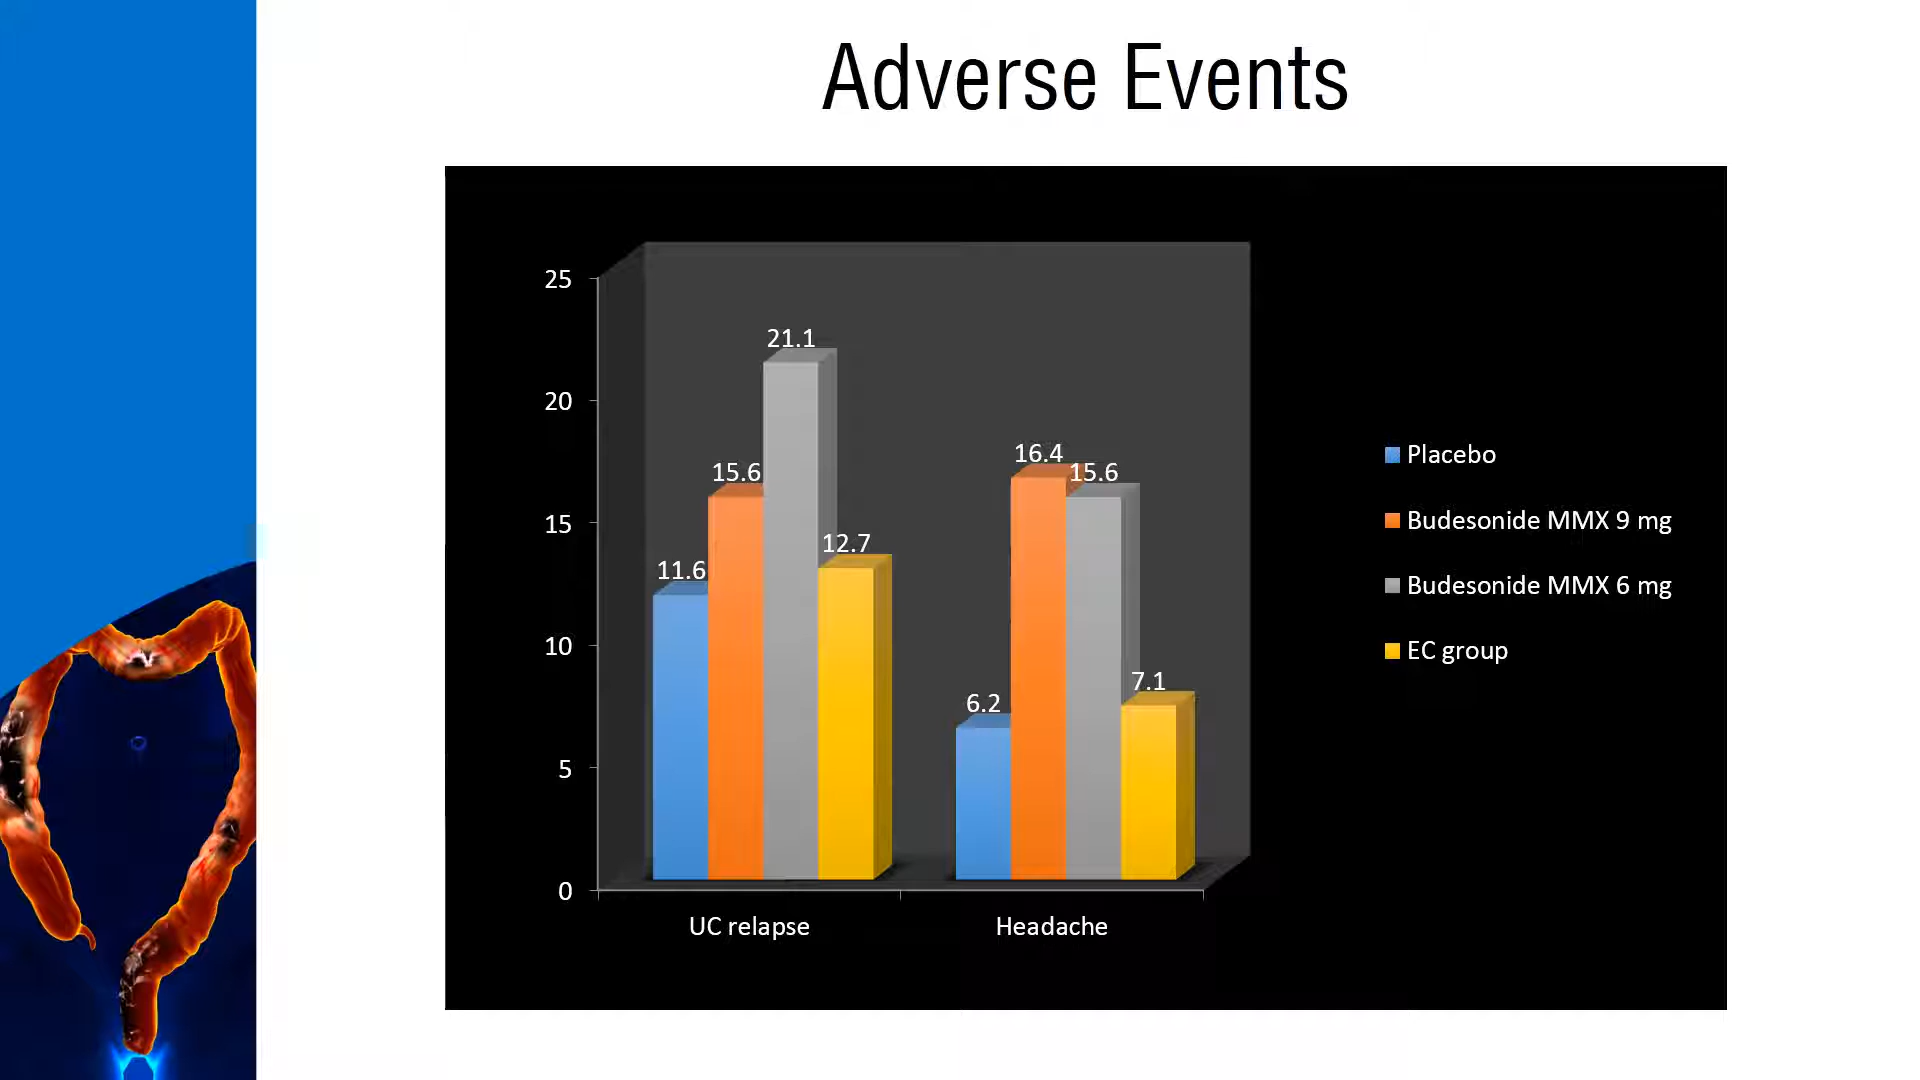 Adverse Events
25
20
15
10
5
0
11.6
15.6
21.1
12.7
6.2
16.4
15.6
7.1
UC relapse
Headache
Placebo
Budesonide MMX 9 mg
Budesonide MMX 6 mg
EC group